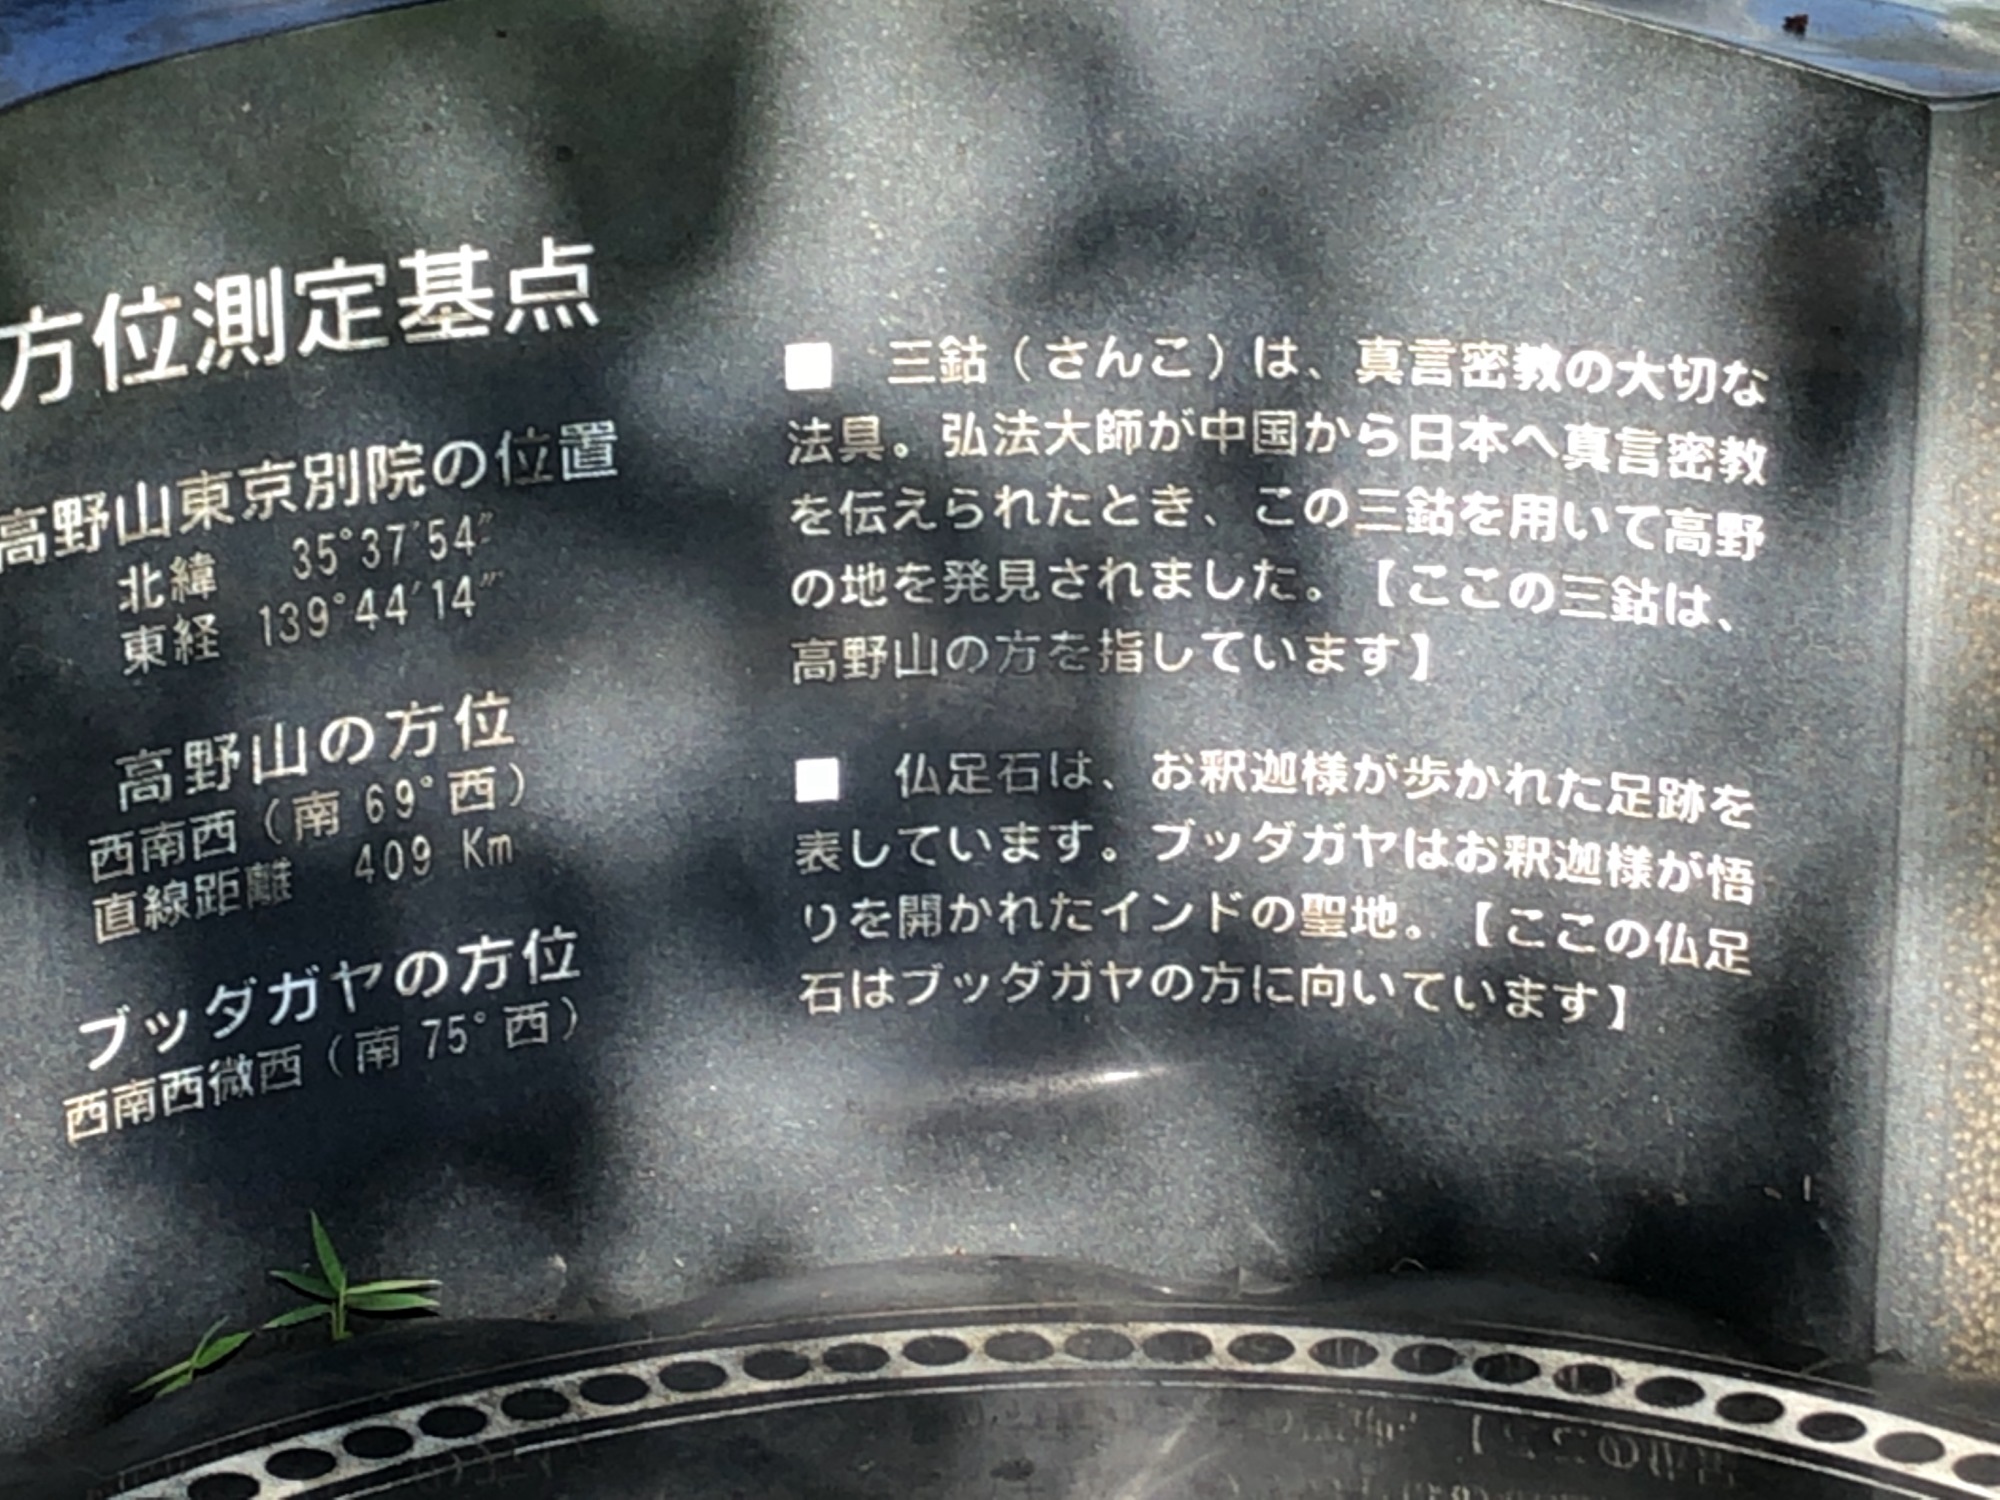 方位測定基点
高野山東京別院の位置
北緯 35°37′54″
東経 139°44′14″
高野山の方位
西南西（南 69°西）
直線距離 409 Km
ブッダガヤの方位
西南西微西（南 75°西）
■ 三鈷（さんこ）は、真言密教の大切な
法具。弘法大師が中国から日本へ真言密教
を伝えられたとき、この三鈷を用いて高野
の地を発見されました。【ここの三鈷は、
高野山の方を指しています】
■ 仏足石は、お釈迦様が歩かれた足跡を
表しています。ブッダガヤはお釈迦様が悟
りを開かれたインドの聖地。【ここの仏足
石はブッダガヤの方に向いています】